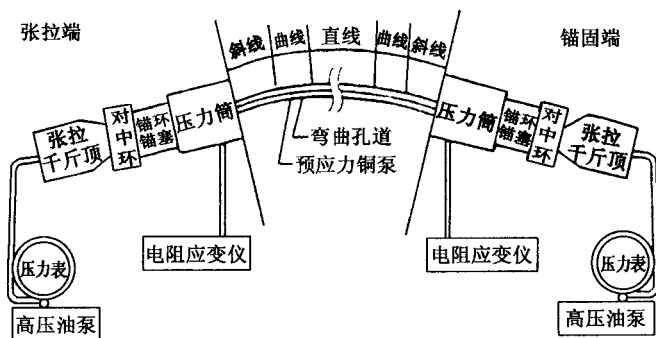 张拉端
锚固端
斜线
曲线
直线
曲线
斜线
张拉
千斤顶
对中环
锚环
锚塞
压力筒
压力筒
锚环
锚塞
对中环
张拉
千斤顶
弯曲孔道
预应力铜泵
电阻应变仪
电阻应变仪
压力表
压力表
高压油泵
高压油泵